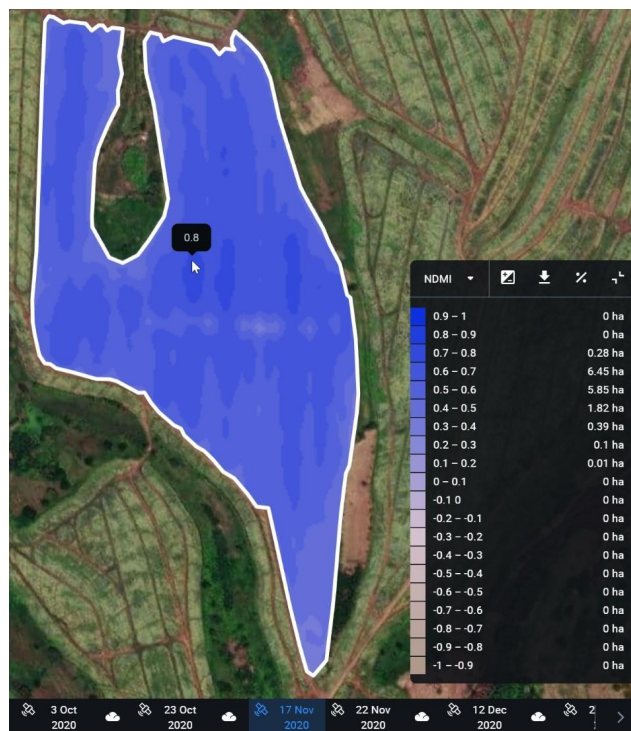 0.8
NDMI
0.9 – 1 0 ha
0.8 – 0.9 0 ha
0.7 – 0.8 0.28 ha
0.6 – 0.7 6.45 ha
0.5 – 0.6 5.85 ha
0.4 – 0.5 1.82 ha
0.3 – 0.4 0.39 ha
0.2 – 0.3 0.1 ha
0.1 – 0.2 0.01 ha
0 – 0.1 0 ha
-0.1 0 0 ha
-0.2 – -0.1 0 ha
-0.3 – -0.2 0 ha
-0.4 – -0.3 0 ha
-0.5 – -0.4 0 ha
-0.6 – -0.5 0 ha
-0.7 – -0.6 0 ha
-0.8 – -0.7 0 ha
-0.9 – -0.8 0 ha
-1 – -0.9 0 ha
3 Oct 23 Oct 17 Nov 22 Nov 12 Dec 2
2020 2020 2020 2020 2020